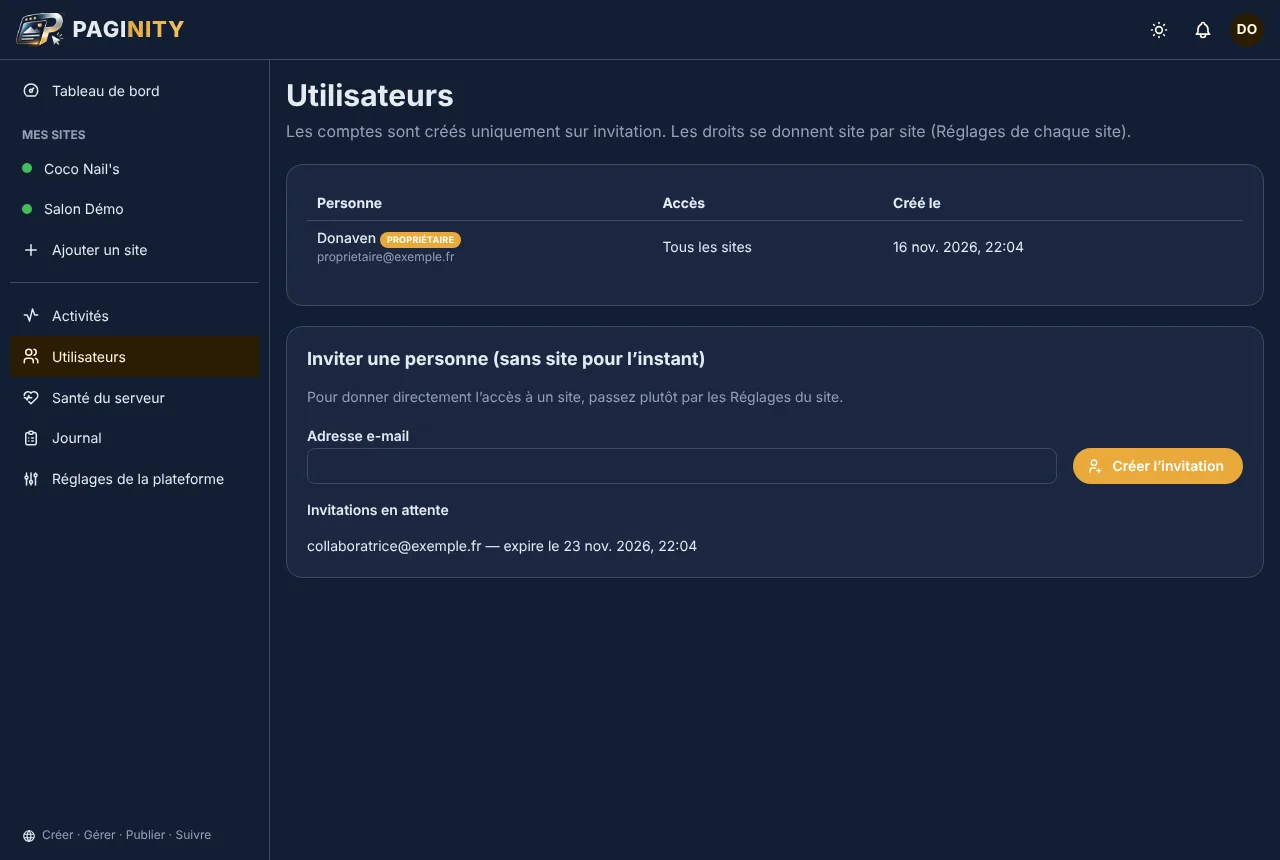 PAGINITY
DO
Tableau de bord
MES SITES
Coco Nail's
Salon Démo
Ajouter un site
Activités
Utilisateurs
Santé du serveur
Journal
Réglages de la plateforme
Créer · Gérer · Publier · Suivre
Utilisateurs
Les comptes sont créés uniquement sur invitation. Les droits se donnent site par site (Réglages de chaque site).
Personne Accès Créé le
Donaven PROPRIÉTAIRE
proprietaire@exemple.fr
Tous les sites
16 nov. 2026, 22:04
Inviter une personne (sans site pour l’instant)
Pour donner directement l’accès à un site, passez plutôt par les Réglages du site.
Adresse e-mail
Créer l’invitation
Invitations en attente
collaboratrice@exemple.fr — expire le 23 nov. 2026, 22:04